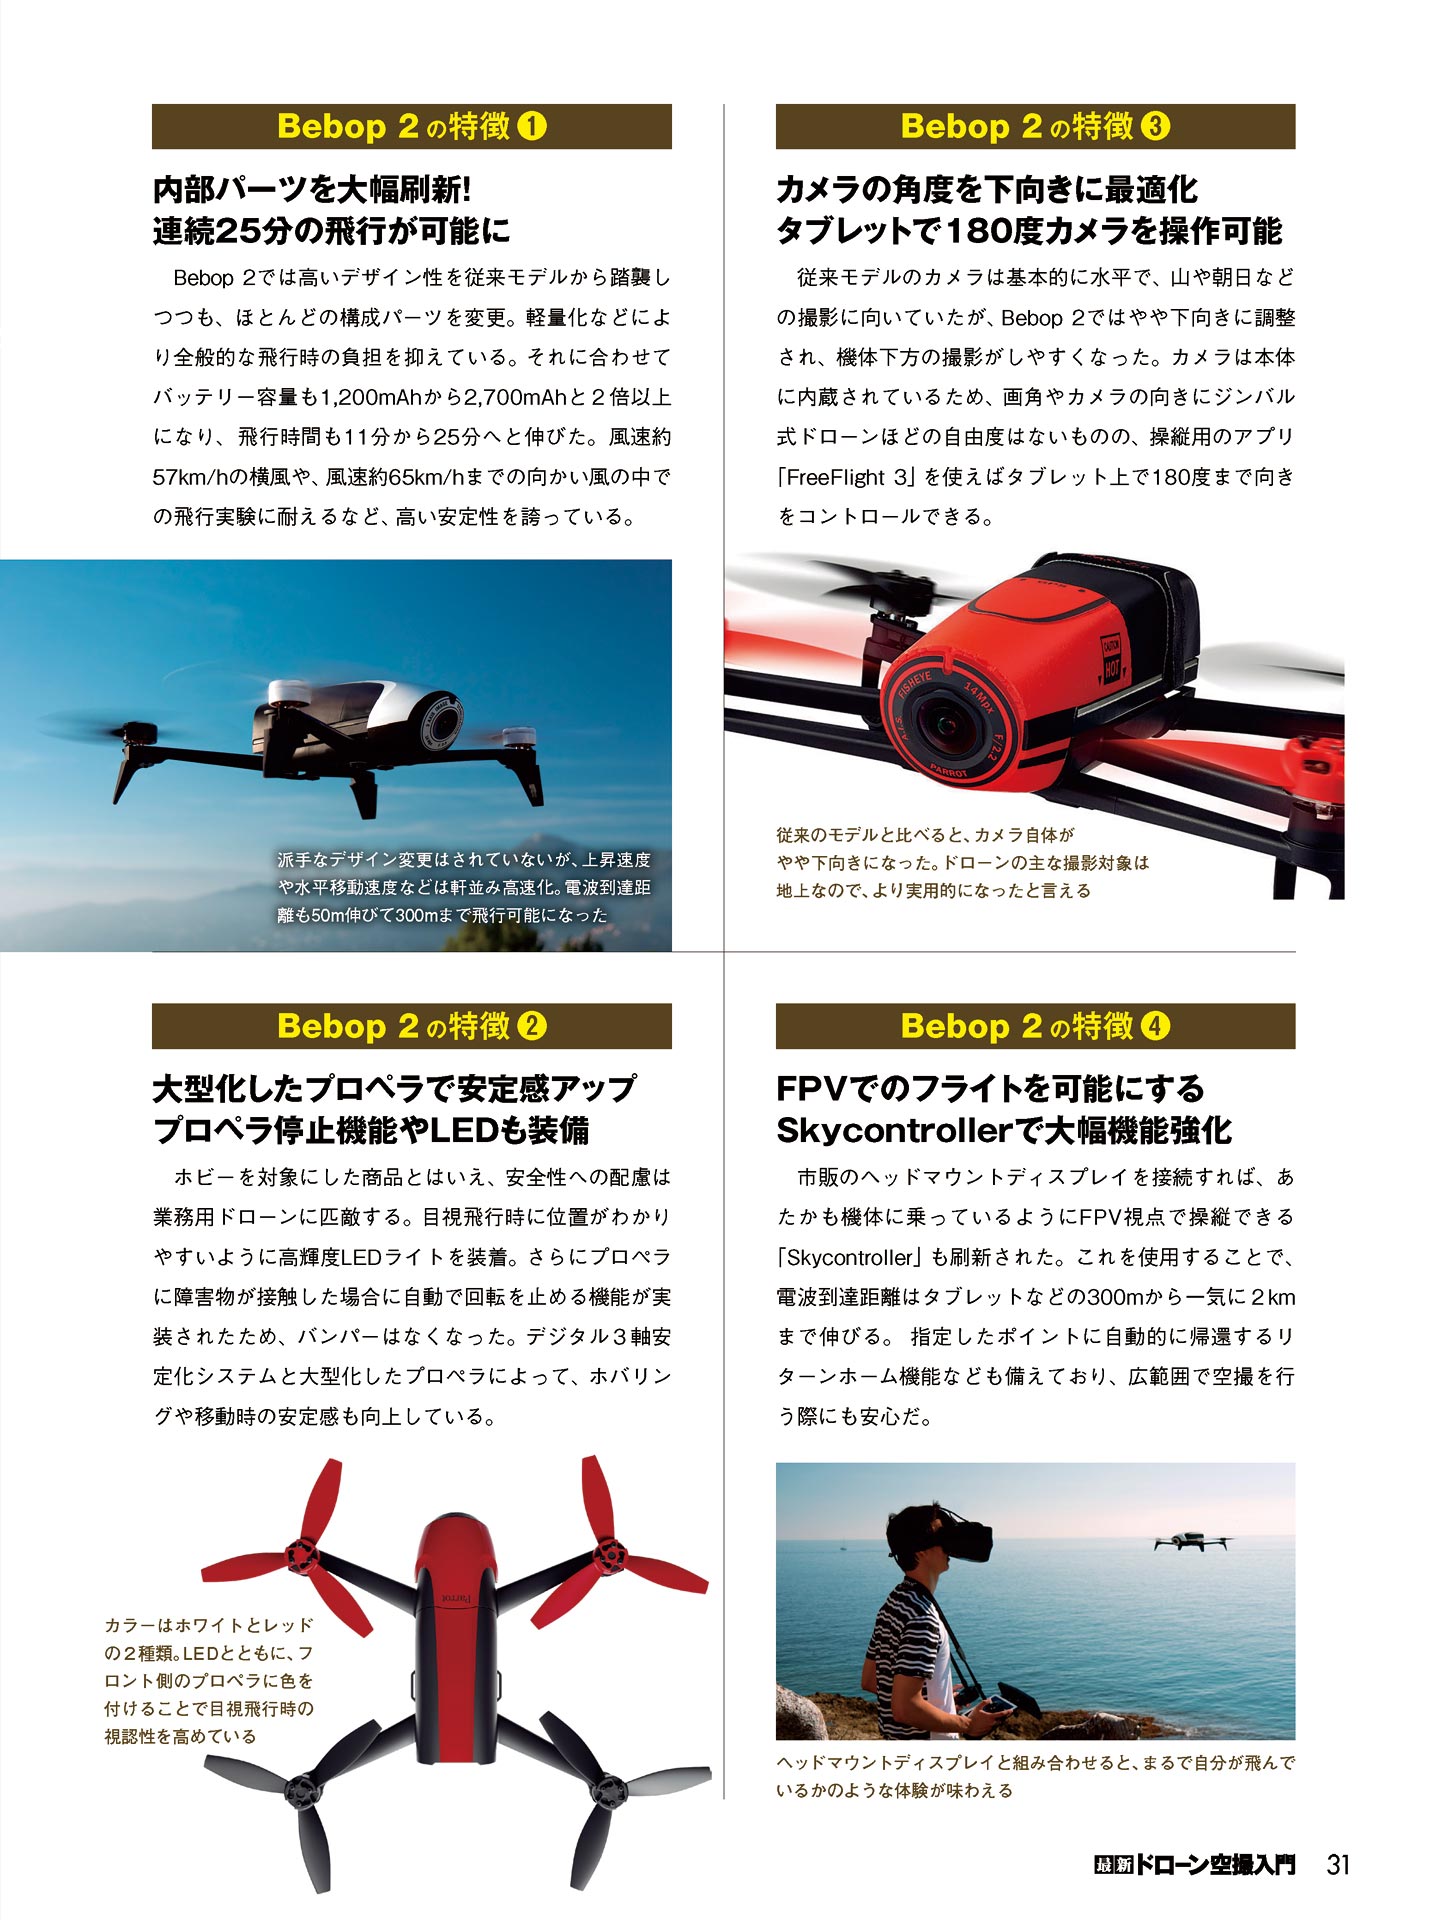 Bebop 2の特徴❶
内部パーツを大幅刷新!
連続25分の飛行が可能に
Bebop 2では高いデザイン性を従来モデルから踏襲し
つつも、ほとんどの構成パーツを変更。軽量化などによ
り全般的な飛行時の負担を抑えている。それに合わせて
バッテリー容量も1,200mAhから2,700mAhと2倍以上
になり、飛行時間も11分から25分へと伸びた。風速約
57km/hの横風や、風速約65km/hまでの向かい風の中で
の飛行実験に耐えるなど、高い安定性を誇っている。
派手なデザイン変更はされていないが、上昇速度
や水平移動速度などは軒並み高速化。電波到達距
離も50m伸びて300mまで飛行可能になった
Bebop 2の特徴❷
大型化したプロペラで安定感アップ
プロペラ停止機能やLEDも装備
ホビーを対象にした商品とはいえ、安全性への配慮は
業務用ドローンに匹敵する。目視飛行時に位置がわかり
やすいように高輝度LEDライトを装着。さらにプロペラ
に障害物が接触した場合に自動で回転を止める機能が実
装されたため、バンパーはなくなった。デジタル3軸安
定化システムと大型化したプロペラによって、ホバリン
グや移動時の安定感も向上している。
Parrot
カラーはホワイトとレッド
の2種類。LEDとともに、フ
ロント側のプロペラに色を
付けることで目視飛行時の
視認性を高めている
Bebop 2の特徴❸
カメラの角度を下向きに最適化
タブレットで180度カメラを操作可能
従来モデルのカメラは基本的に水平で、山や朝日など
の撮影に向いていたが、Bebop 2ではやや下向きに調整
され、機体下方の撮影がしやすくなった。カメラは本体
に内蔵されているため、画角やカメラの向きにジンバル
式ドローンほどの自由度はないものの、操縦用のアプリ
「FreeFlight 3」を使えばタブレット上で180度まで向き
をコントロールできる。
CAUTION
HOT
FISHEYE
14Mpx
F/2.2
PARROT
A.I.S.
従来のモデルと比べると、カメラ自体が
やや下向きになった。ドローンの主な撮影対象は
地上なので、より実用的になったと言える
Bebop 2の特徴❹
FPVでのフライトを可能にする
Skycontrollerで大幅機能強化
市販のヘッドマウントディスプレイを接続すれば、あ
たかも機体に乗っているようにFPV視点で操縦できる
「Skycontroller」も刷新された。これを使用することで、
電波到達距離はタブレットなどの300mから一気に2km
まで伸びる。 指定したポイントに自動的に帰還するリ
ターンホーム機能なども備えており、広範囲で空撮を行
う際にも安心だ。
ヘッドマウントディスプレイと組み合わせると、まるで自分が飛んで
いるかのような体験が味わえる
最新ドローン空撮入門 31